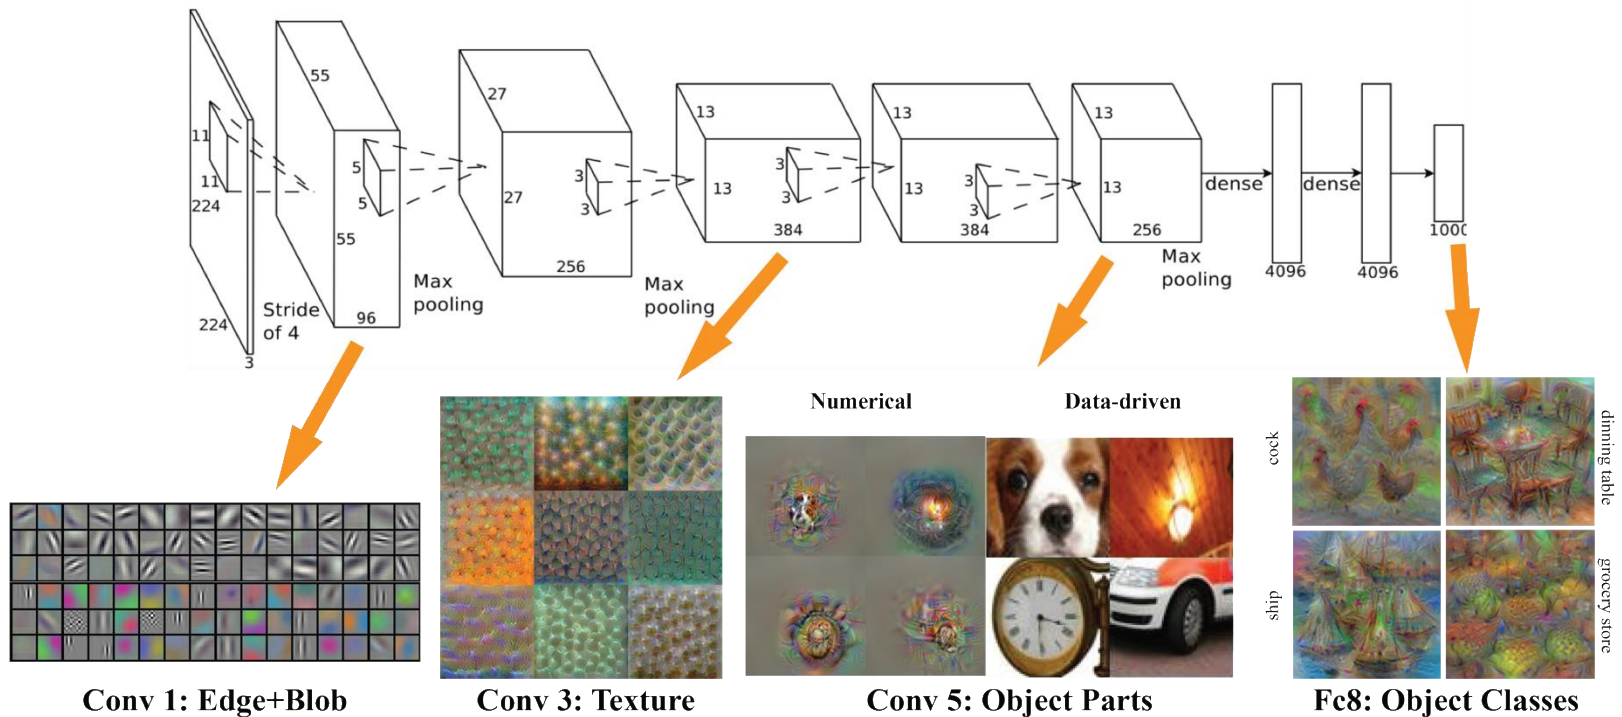 55
27
13
13
13
11
5
3
3
3
11
5
3
3
3
224
55
27
13
13
13
dense
dense
224
3
Stride
of 4
96
Max
pooling
256
Max
pooling
384
384
256
Max
pooling
4096
4096
1000
Numerical
Data-driven
cock
dinning table
ship
grocery store
Conv 1: Edge+Blob
Conv 3: Texture
Conv 5: Object Parts
Fc8: Object Classes